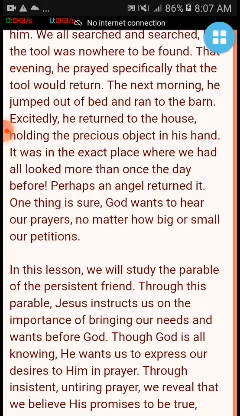 86% 8:07 AM
No internet connection
him. We all searched and searched,
the tool was nowhere to be found. That
evening, he prayed specifically that the
tool would return. The next morning, he
jumped out of bed and ran to the barn.
Excitedly, he returned to the house,
holding the precious object in his hand.
It was in the exact place where we had
all looked more than once the day
before! Perhaps an angel returned it.
One thing is sure, God wants to hear
our prayers, no matter how big or small
our petitions.
In this lesson, we will study the parable
of the persistent friend. Through this
parable, Jesus instructs us on the
importance of bringing our needs and
wants before God. Though God is all
knowing, He wants us to express our
desires to Him in prayer. Through
insistent, untiring prayer, we reveal that
we believe His promises to be true,